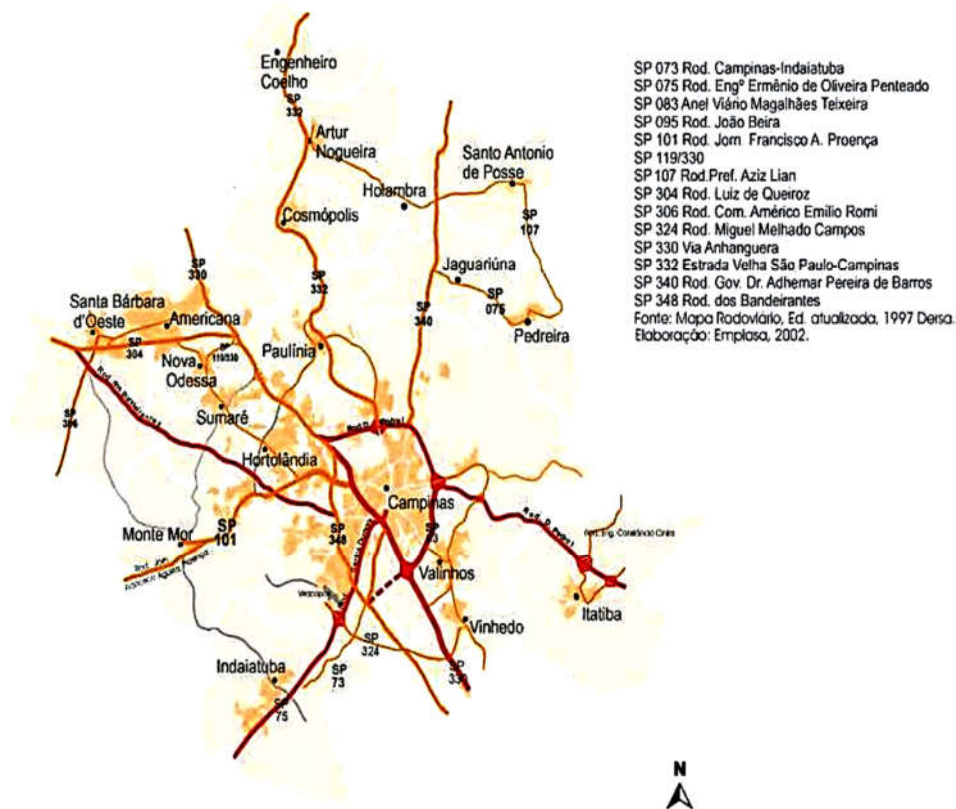 Engenheiro
Coelho
SP
332
Artur
Nogueira
Santo Antonio
de Posse
Holambra
SP
107
Cosmópolis
Jaguariúna
SP
075
Pedreira
SP
330
SP
332
SP
340
Santa Bárbara
d'Oeste
Americana
SP
304
SP
119/330
Paulínia
Nova
Odessa
Sumaré
SP
306
Hortolândia
Campinas
Monte Mor
SP
101
SP
348
Valinhos
Rod. D. Pedro I
Itatiba
Vinhedo
SP
324
SP
73
SP
330
Indaiatuba
SP
75
SP 073 Rod. Campinas-Indaiatuba
SP 075 Rod. Engº Ermênio de Oliveira Penteado
SP 083 Anel Viário Magalhães Teixeira
SP 095 Rod. João Beira
SP 101 Rod. Jorn Francisco A. Proença
SP 119/330
SP 107 Rod.Pref. Aziz Lian
SP 304 Rod. Luiz de Queiroz
SP 306 Rod. Com. Américo Emilio Romi
SP 324 Rod. Miguel Melhado Campos
SP 330 Via Anhanguera
SP 332 Estrada Velha São Paulo-Campinas
SP 340 Rod. Gov. Dr. Adhemar Pereira de Barros
SP 348 Rod. dos Bandeirantes
Fonte: Mapa Rodoviário, Ed. atualizada, 1997 Dersa.
Elaboração: Emplasa, 2002.
N